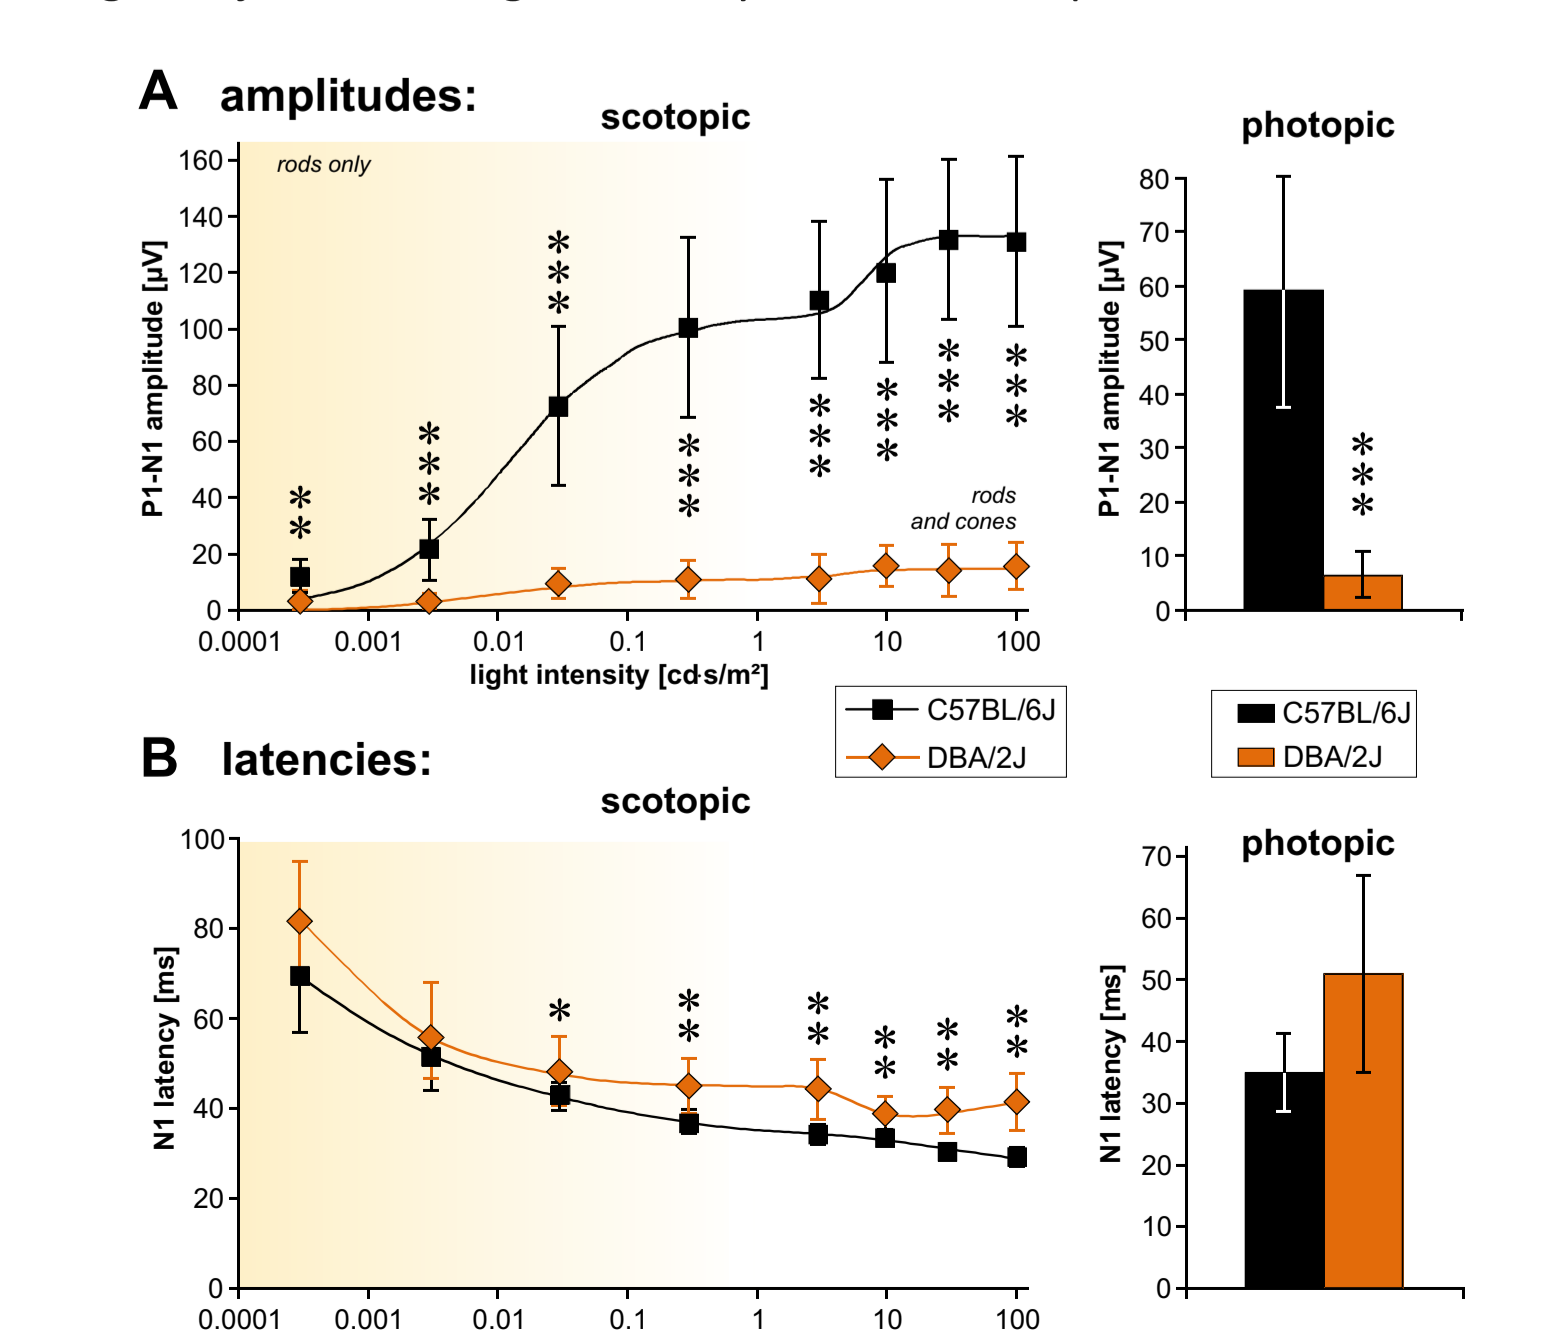 A amplitudes:
scotopic
photopic
rods only
160
140
120
100
80
60
40
20
0
P1-N1 amplitude [µV]
***
**
***
***
***
***
***
***
rods
and cones
0.0001 0.001 0.01 0.1 1 10 100
light intensity [cd·s/m²]
80
70
60
50
40
30
20
10
0
P1-N1 amplitude [µV]
***
C57BL/6J
DBA/2J
C57BL/6J
DBA/2J
B latencies:
scotopic
photopic
100
80
60
40
20
0
N1 latency [ms]
*
**
**
**
**
**
0.0001 0.001 0.01 0.1 1 10 100
70
60
50
40
30
20
10
0
N1 latency [ms]